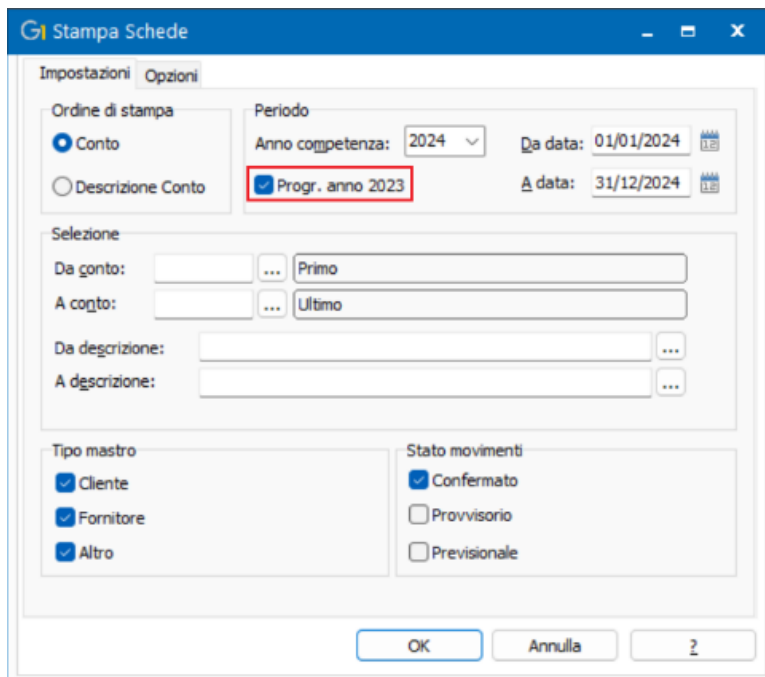 G1 Stampa Schede
Impostazioni Opzioni
Ordine di stampa
Conto
Descrizione Conto
Periodo
Anno competenza: 2024
Progr. anno 2023
Da data: 01/01/2024
A data: 31/12/2024
Selezione
Da conto: ... Primo
A conto: ... Ultimo
Da descrizione: ...
A descrizione: ...
Tipo mastro
Cliente
Fornitore
Altro
Stato movimenti
Confermato
Provvisorio
Previsionale
OK Annulla ?